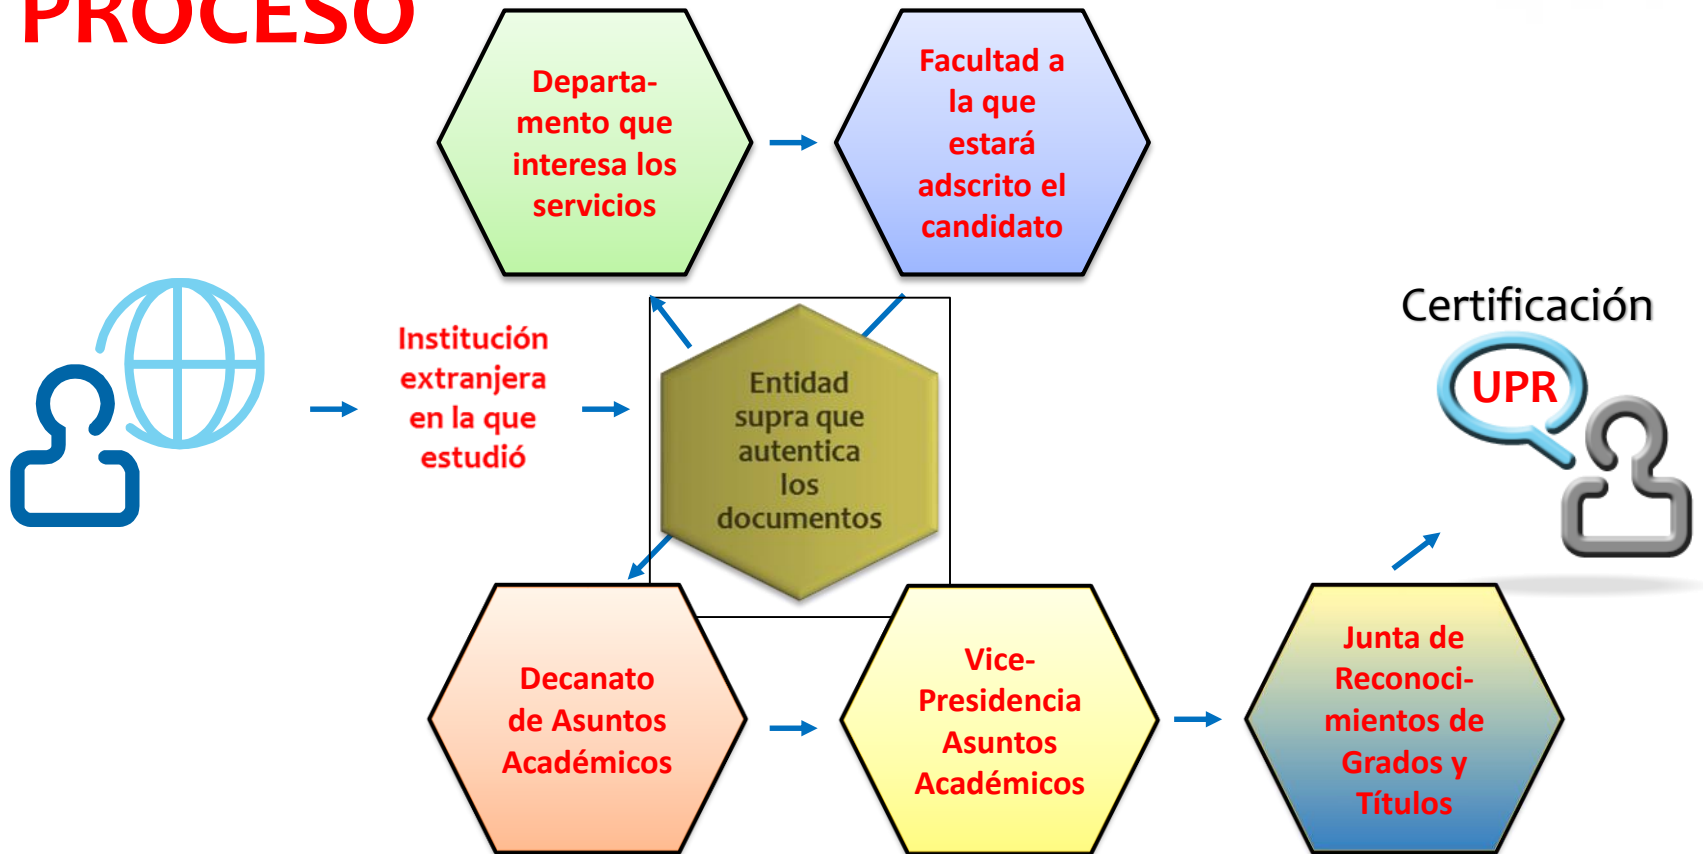 PROCESO
Departa-
mento que
interesa los
servicios
Facultad a
la que
estará
adscrito el
candidato
Institución
extranjera
en la que
estudió
Entidad
supra que
autentica
los
documentos
Certificación
UPR
Decanato
de Asuntos
Académicos
Vice-
Presidencia
Asuntos
Académicos
Junta de
Reconoci-
mientos de
Grados y
Títulos